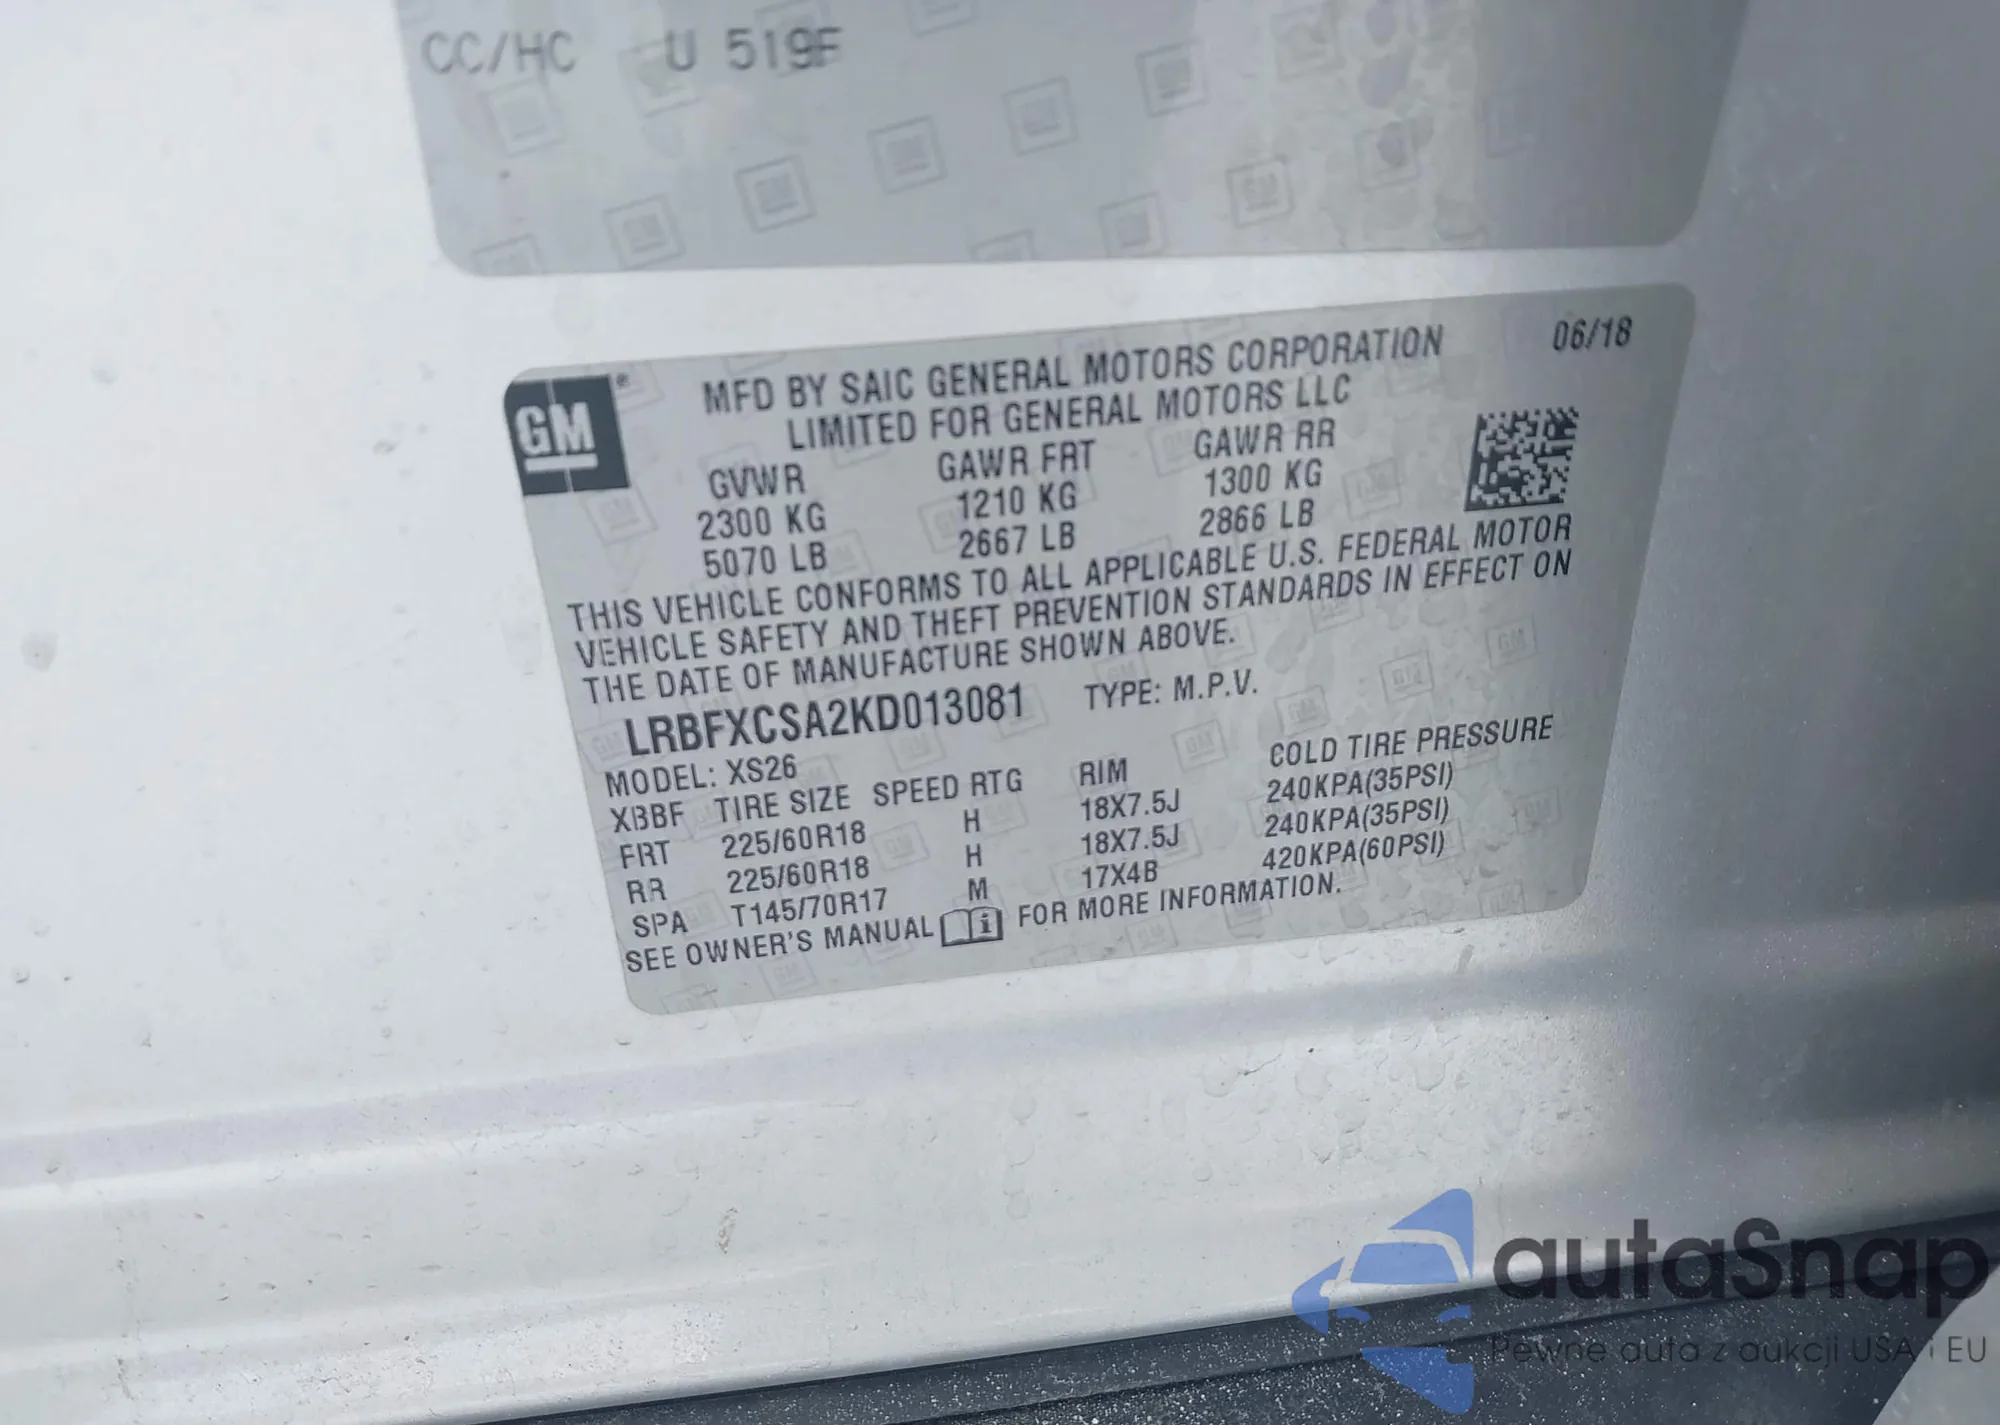 CC/HC U 519F
GM
®
MFD BY SAIC GENERAL MOTORS CORPORATION 06/18
LIMITED FOR GENERAL MOTORS LLC
GVWR GAWR FRT GAWR RR
2300 KG 1210 KG 1300 KG
5070 LB 2667 LB 2866 LB
THIS VEHICLE CONFORMS TO ALL APPLICABLE U.S. FEDERAL MOTOR
VEHICLE SAFETY AND THEFT PREVENTION STANDARDS IN EFFECT ON
THE DATE OF MANUFACTURE SHOWN ABOVE.
LRBFXCSA2KD013081 TYPE: M.P.V.
MODEL: XS26
XBBF TIRE SIZE SPEED RTG RIM COLD TIRE PRESSURE
FRT 225/60R18 H 18X7.5J 240KPA(35PSI)
RR 225/60R18 H 18X7.5J 240KPA(35PSI)
SPA T145/70R17 M 17X4B 420KPA(60PSI)
SEE OWNER'S MANUAL i FOR MORE INFORMATION.
autaSnap
Pewne auta z aukcji USA i EU